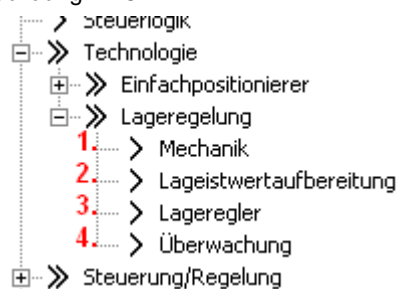 Steuerlogik
Technologie
Einfachpositionierer
Lageregelung
1. Mechanik
2. Lageistwertaufbereitung
3. Lageregler
4. Überwachung
Steuerung/Regelung